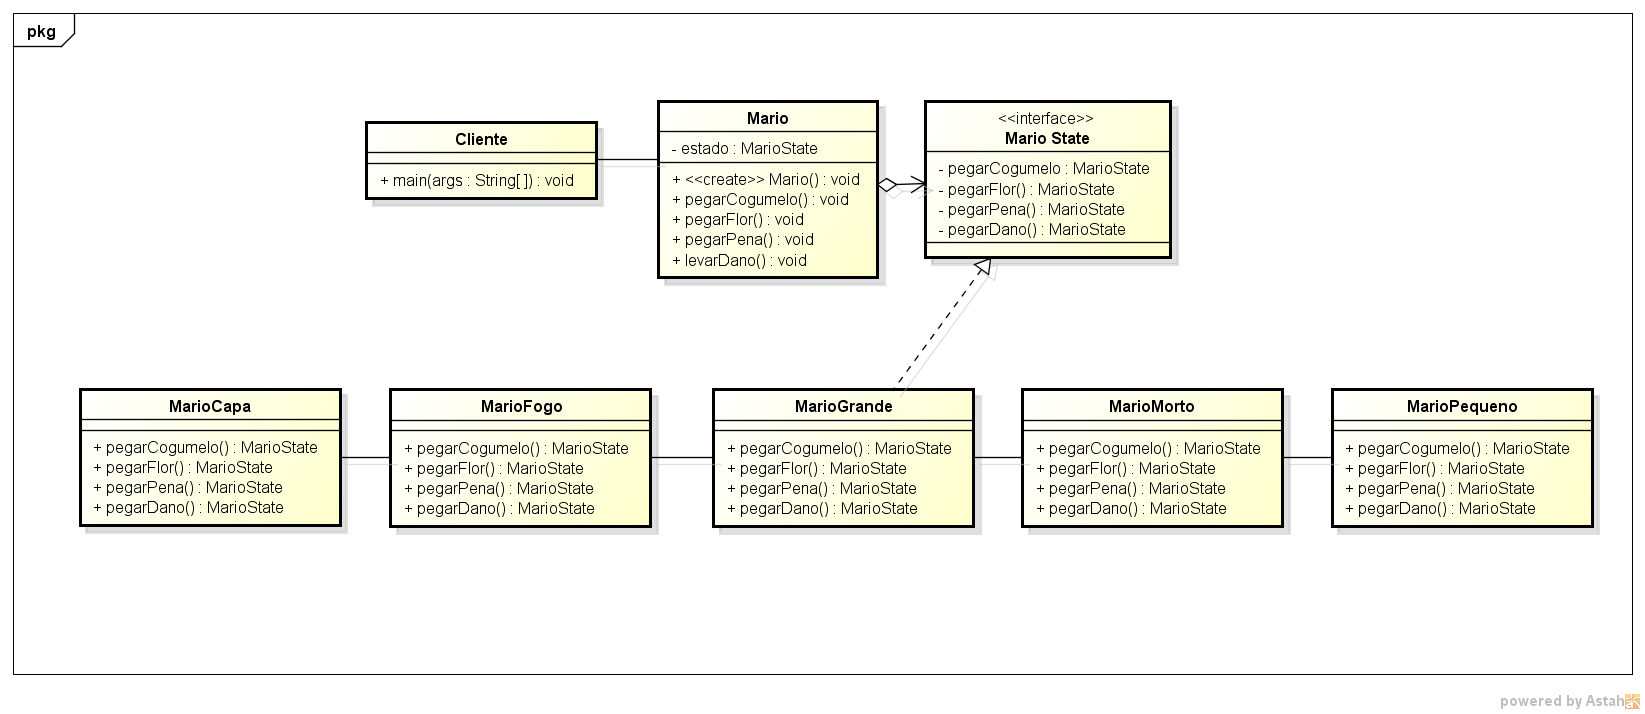 pkg
Cliente
+ main(args : String[ ]) : void
Mario
- estado : MarioState
+ <<create>> Mario() : void
+ pegarCogumelo() : void
+ pegarFlor() : void
+ pegarPena() : void
+ levarDano() : void
<<interface>>
Mario State
- pegarCogumelo : MarioState
- pegarFlor() : MarioState
- pegarPena() : MarioState
- pegarDano() : MarioState
MarioCapa
+ pegarCogumelo() : MarioState
+ pegarFlor() : MarioState
+ pegarPena() : MarioState
+ pegarDano() : MarioState
MarioFogo
+ pegarCogumelo() : MarioState
+ pegarFlor() : MarioState
+ pegarPena() : MarioState
+ pegarDano() : MarioState
MarioGrande
+ pegarCogumelo() : MarioState
+ pegarFlor() : MarioState
+ pegarPena() : MarioState
+ pegarDano() : MarioState
MarioMorto
+ pegarCogumelo() : MarioState
+ pegarFlor() : MarioState
+ pegarPena() : MarioState
+ pegarDano() : MarioState
MarioPequeno
+ pegarCogumelo() : MarioState
+ pegarFlor() : MarioState
+ pegarPena() : MarioState
+ pegarDano() : MarioState
powered by Astah